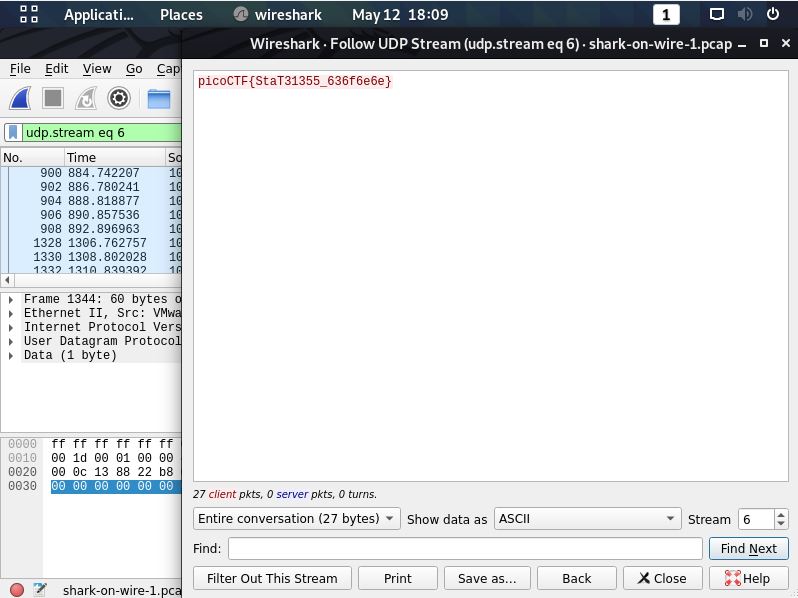 Applicati... Places wireshark May 12 18:09 1
Wireshark · Follow UDP Stream (udp.stream eq 6) · shark-on-wire-1.pcap
File Edit View Go Cap
picoCTF{StaT31355_636f6e6e}
udp.stream eq 6
No. Time So
900 884.742207 10
902 886.780241 10
904 888.818877 10
906 890.857536 10
908 892.896963 10
1328 1306.762757 10
1330 1308.802028 10
1332 1310.839392 10
Frame 1344: 60 bytes o
Ethernet II, Src: VMwa
Internet Protocol Vers
User Datagram Protocol
Data (1 byte)
0000 ff ff ff ff ff ff
0010 00 1d 00 01 00 00
0020 00 0c 13 88 22 b8
0030 00 00 00 00 00 00
27 client pkts, 0 server pkts, 0 turns.
Entire conversation (27 bytes) Show data as ASCII Stream 6
Find: Find Next
Filter Out This Stream Print Save as... Back Close Help
shark-on-wire-1.pca